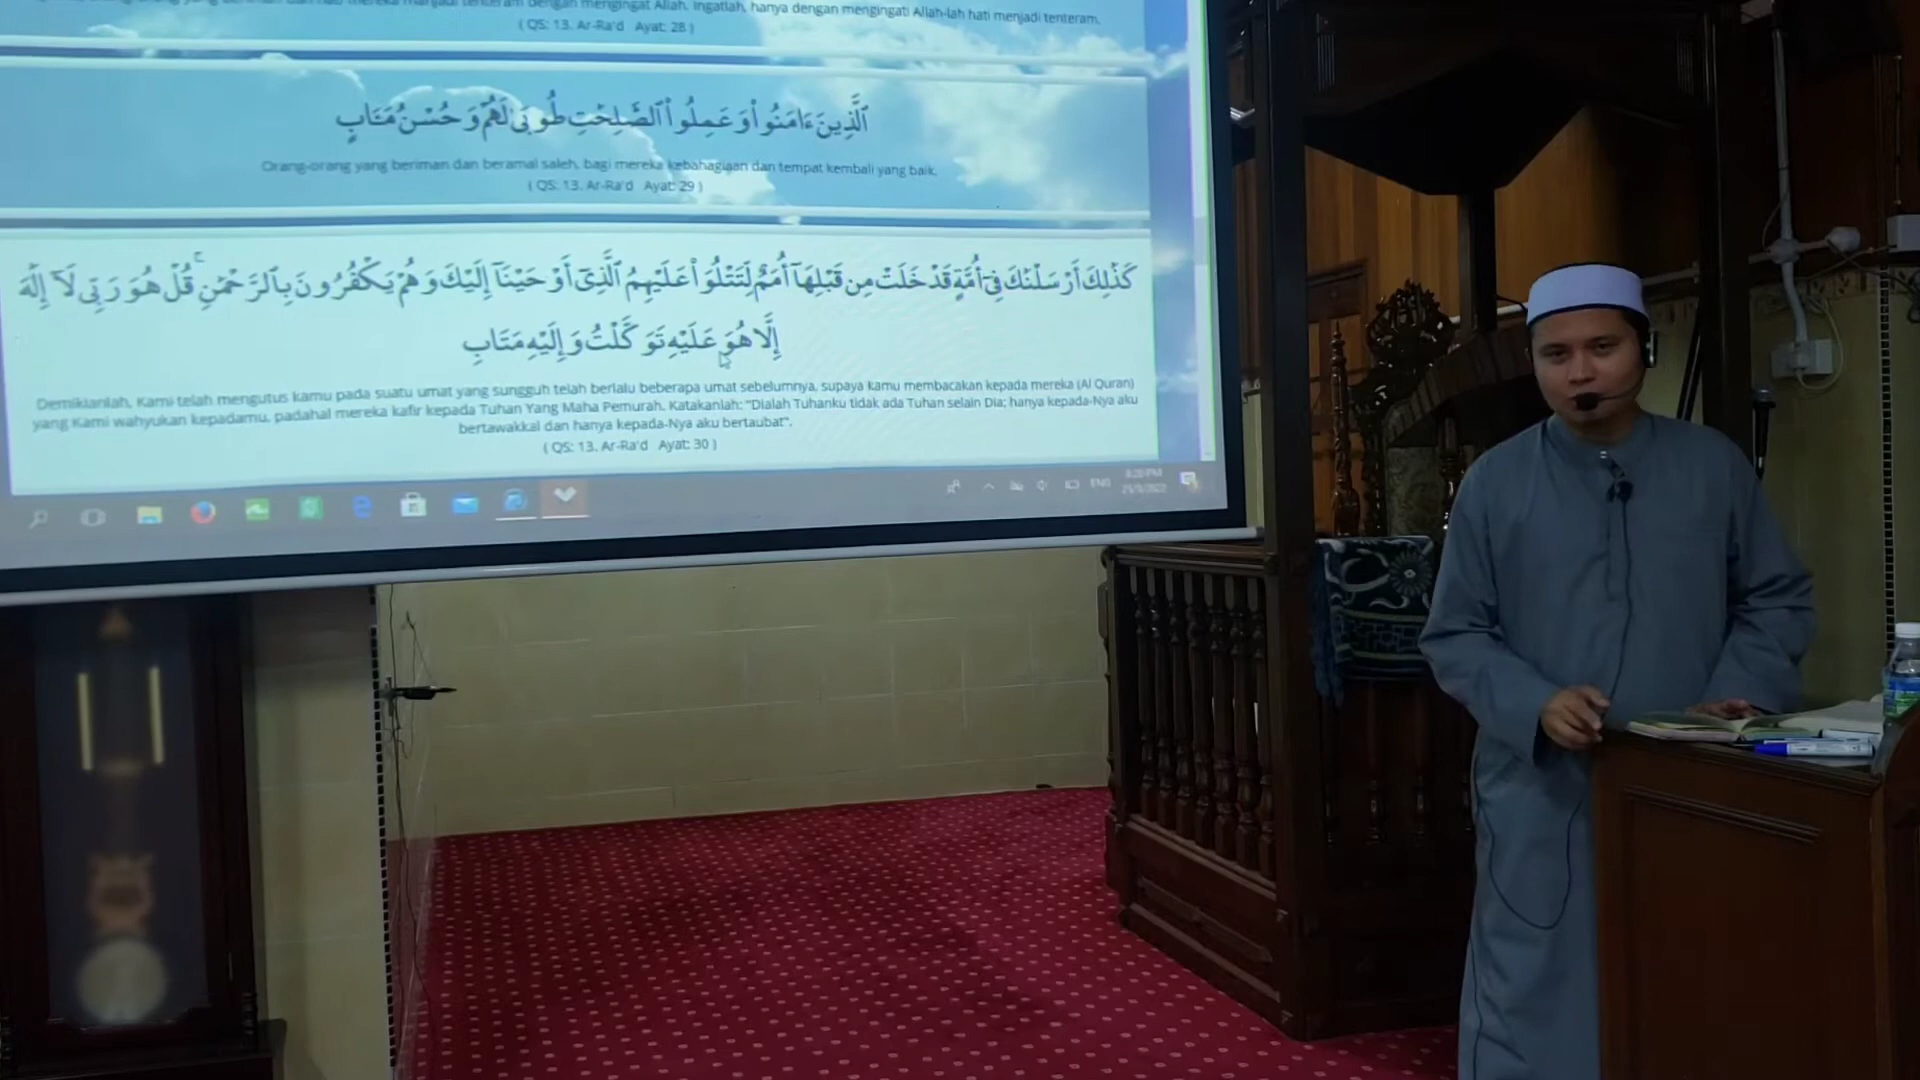 hati menjadi tenteram dengan mengingat Allah. Ingatlah, hanya dengan mengingati Allah-lah hati menjadi tenteram.
( QS: 13. Ar-Ra'd Ayat: 28 )
ٱلَّذِينَ ءَامَنُوا۟ وَعَمِلُوا۟ ٱلصَّٰلِحَٰتِ طُوبَىٰ لَهُمْ وَحُسْنُ مَـَٔابٍ
Orang-orang yang beriman dan beramal saleh, bagi mereka kebahagiaan dan tempat kembali yang baik.
( QS: 13. Ar-Ra'd Ayat: 29 )
كَذَٰلِكَ أَرْسَلْنَٰكَ فِىٓ أُمَّةٍ قَدْ خَلَتْ مِن قَبْلِهَآ أُمَمٌ لِّتَتْلُوَا۟ عَلَيْهِمُ ٱلَّذِىٓ أَوْحَيْنَآ إِلَيْكَ وَهُمْ يَكْفُرُونَ بِٱلرَّحْمَٰنِ ۚ قُلْ هُوَ رَبِّى لَآ إِلَٰهَ
إِلَّا هُوَ عَلَيْهِ تَوَكَّلْتُ وَإِلَيْهِ مَتَابِ
Demikianlah, Kami telah mengutus kamu pada suatu umat yang sungguh telah berlalu beberapa umat sebelumnya, supaya kamu membacakan kepada mereka (Al Quran)
yang Kami wahyukan kepadamu, padahal mereka kafir kepada Tuhan Yang Maha Pemurah. Katakanlah: "Dialah Tuhanku tidak ada Tuhan selain Dia; hanya kepada-Nya aku
bertawakkal dan hanya kepada-Nya aku bertaubat".
( QS: 13. Ar-Ra'd Ayat: 30 )
ENG